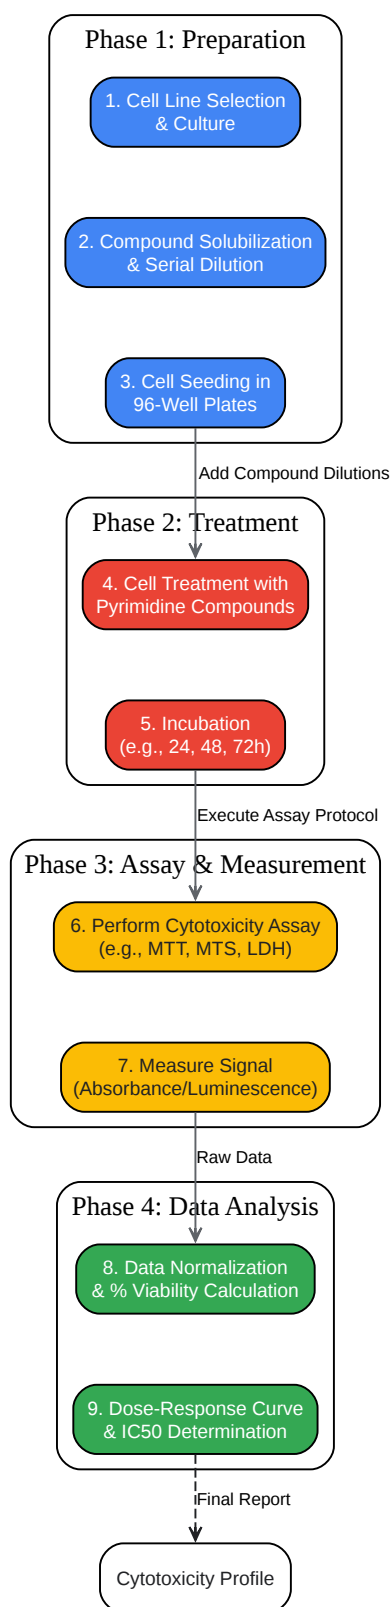 Phase 1: Preparation
1. Cell Line Selection
& Culture
2. Compound Solubilization
& Serial Dilution
3. Cell Seeding in
96-Well Plates
Add Compound Dilutions
Phase 2: Treatment
4. Cell Treatment with
Pyrimidine Compounds
5. Incubation
(e.g., 24, 48, 72h)
Execute Assay Protocol
Phase 3: Assay & Measurement
6. Perform Cytotoxicity Assay
(e.g., MTT, MTS, LDH)
7. Measure Signal
(Absorbance/Luminescence)
Raw Data
Phase 4: Data Analysis
8. Data Normalization
& % Viability Calculation
9. Dose-Response Curve
& IC50 Determination
Final Report
Cytotoxicity Profile